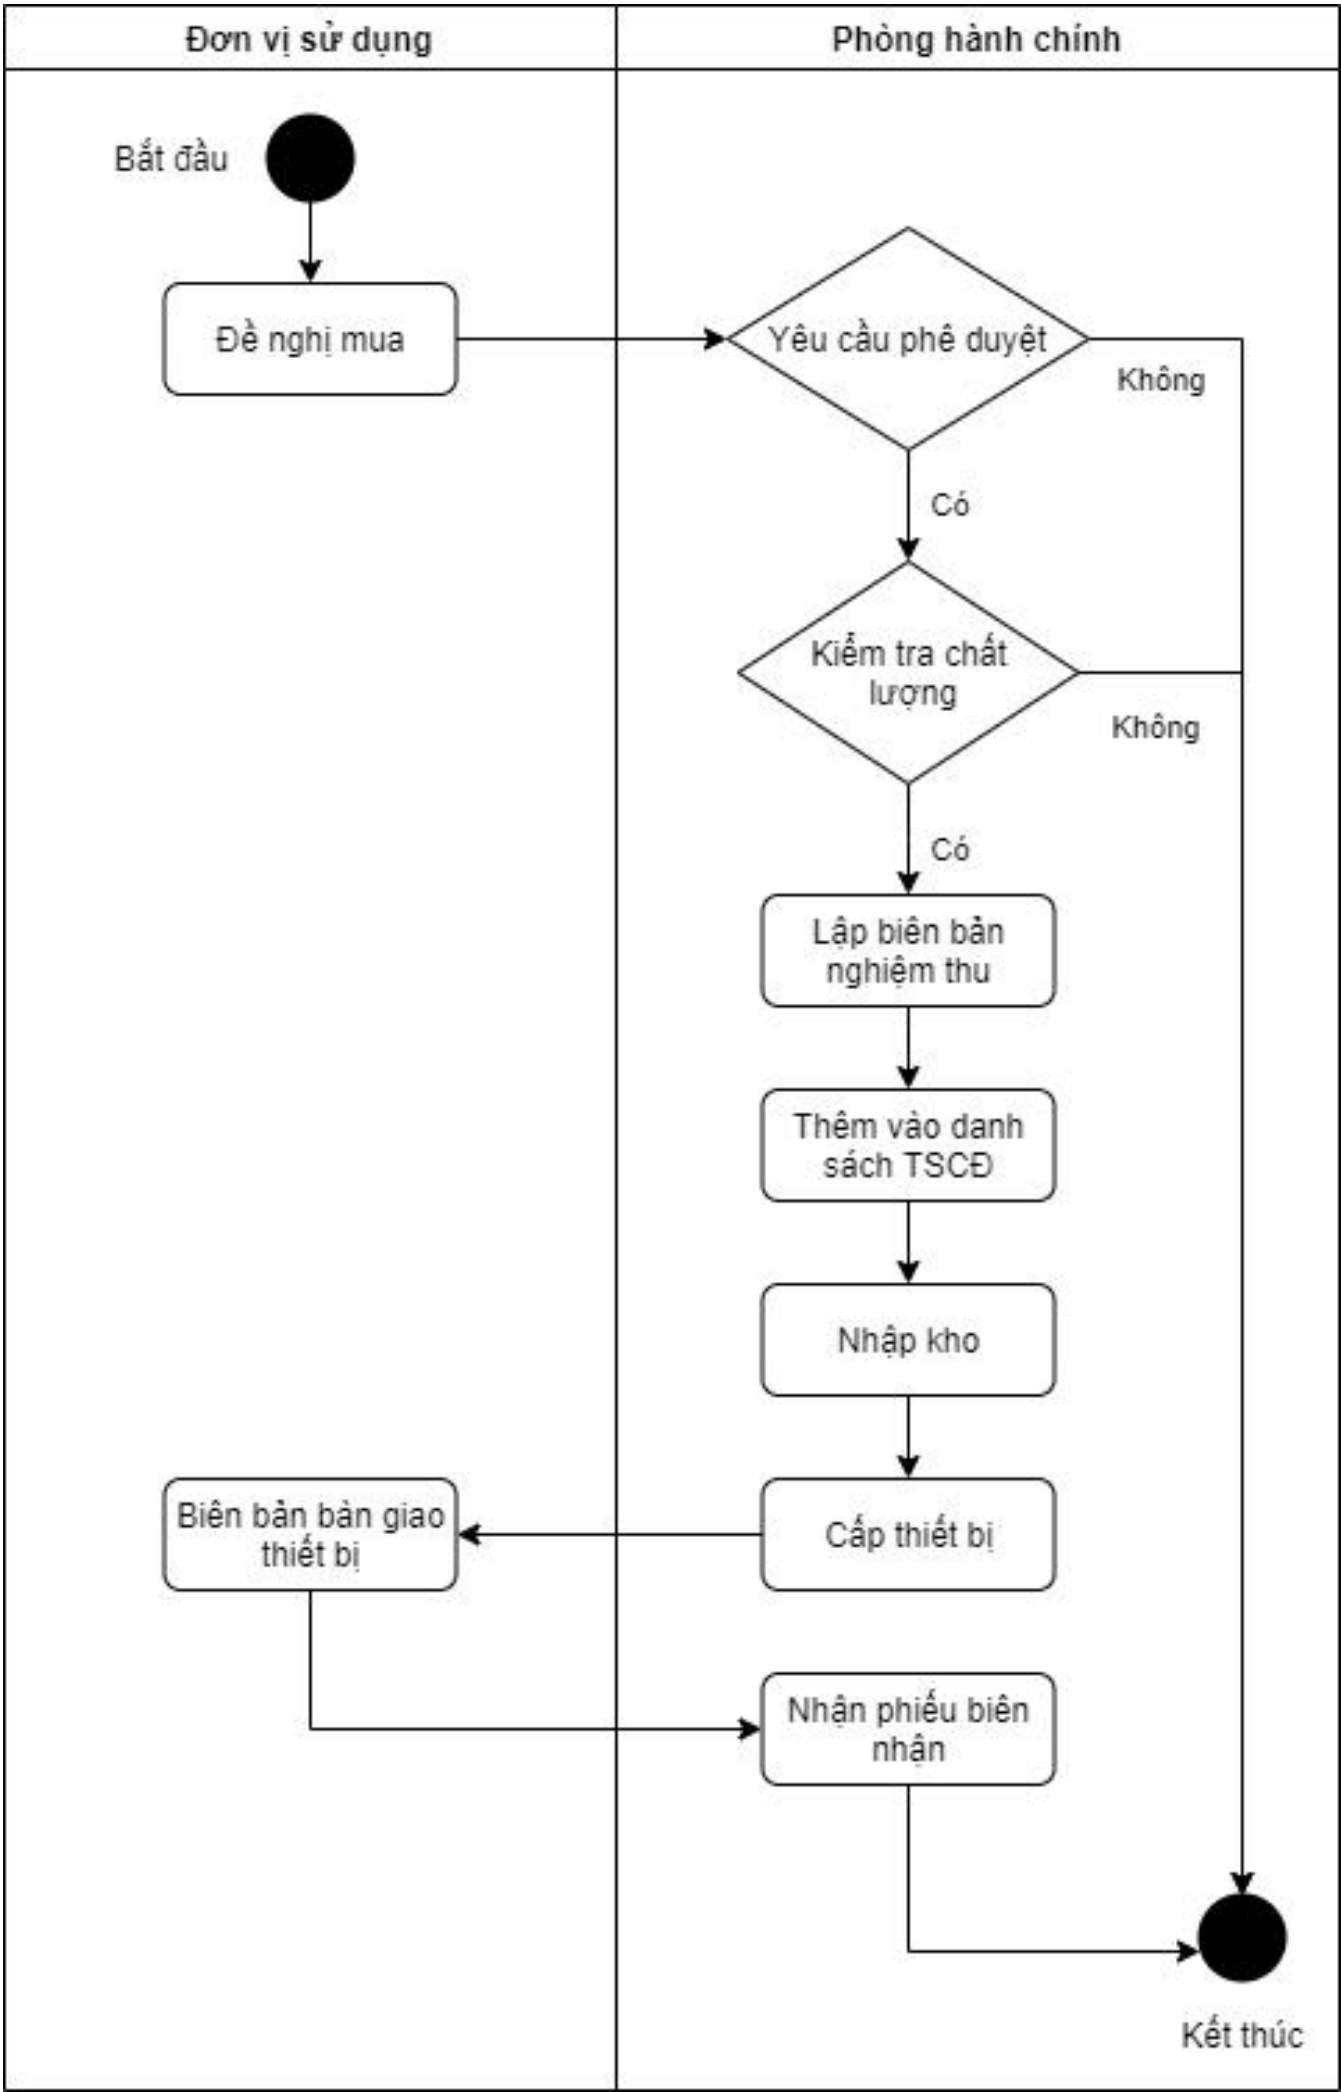 Đơn vị sử dụng
Phòng hành chính
Bắt đầu
Đề nghị mua
Yêu cầu phê duyệt
Không
Có
Kiểm tra chất
lượng
Không
Có
Lập biên bản
nghiệm thu
Thêm vào danh
sách TSCĐ
Nhập kho
Biên bản bàn giao
thiết bị
Cấp thiết bị
Nhận phiếu biên
nhận
Kết thúc